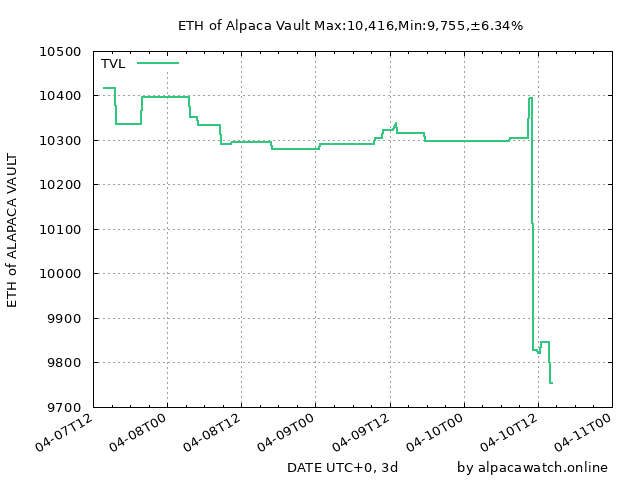 ETH of Alpaca Vault Max:10,416,Min:9,755,±6.34%
10500
TVL
10400
10300
10200
10100
10000
9900
9800
9700
ETH of ALAPACA VAULT
04-07T12
04-08T00
04-08T12
04-09T00
04-09T12
04-10T00
04-10T12
04-11T00
DATE UTC+0, 3d
by alpacawatch.online